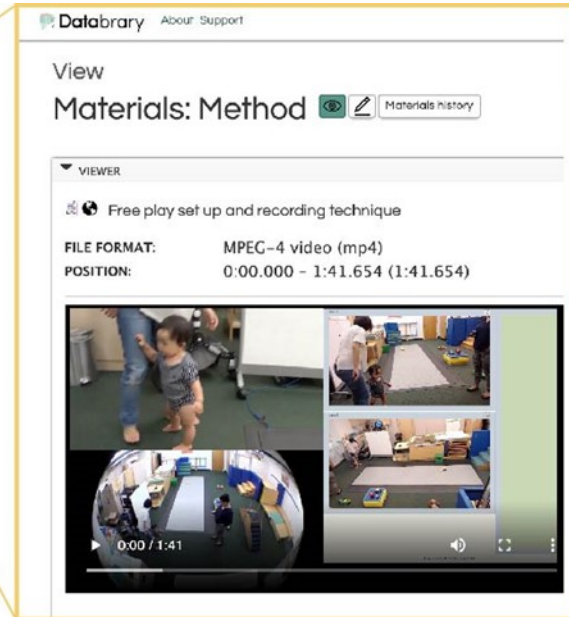 Databrary About Support
View
Materials: Method Materials history
VIEWER
Free play set up and recording technique
FILE FORMAT: MPEG-4 video (mp4)
POSITION: 0:00.000 – 1:41.654 (1:41.654)
0:00 / 1:41